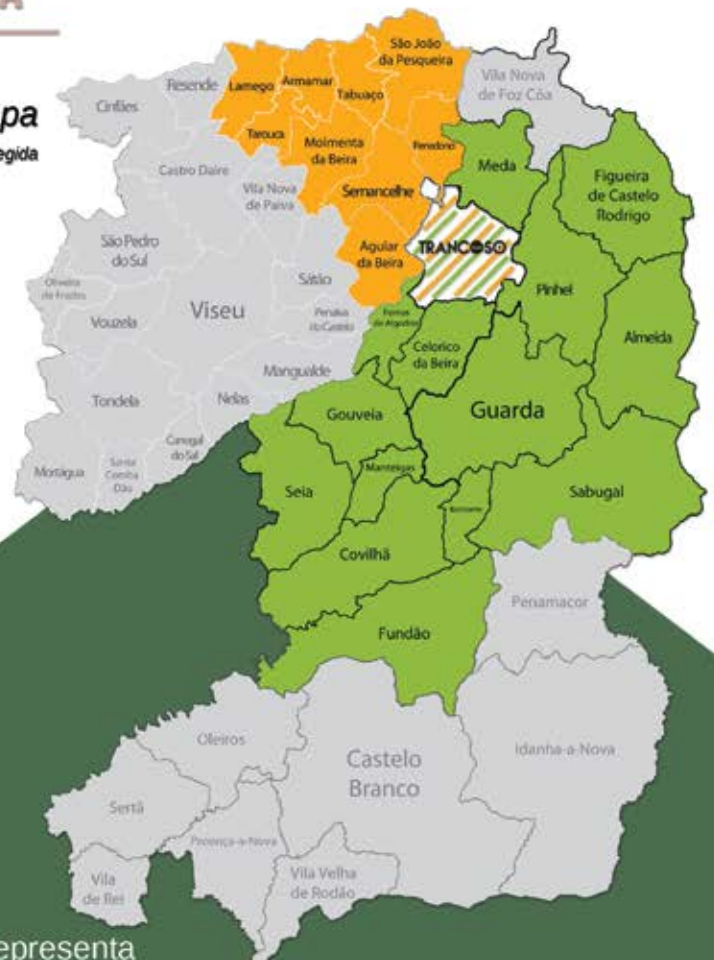 A
pa
egida
São João
da Pesqueira
Vila Nova
de Foz Côa
Resende
Lamego
Armamar
Tabuaço
Cinfães
Tarouca
Moimenta
da Beira
Penedono
Meda
Figueira
de Castelo
Rodrigo
Castro Daire
Vila Nova
de Paiva
Sernancelhe
São Pedro
do Sul
Aguiar
da Beira
TRANCOSO
Sátão
Pinhel
Oliveira
de Frades
Viseu
Penalva
do Castelo
Fornos
de Algodres
Vouzela
Celorico
da Beira
Almeida
Mangualde
Tondela
Nelas
Gouveia
Guarda
Carregal
do Sal
Mortágua
Santa
Comba
Dão
Manteigas
Seia
Sabugal
Belmonte
Covilhã
Penamacor
Fundão
Oleiros
Castelo
Branco
Idanha-a-Nova
Sertã
Proença-a-Nova
Vila
de Rei
Vila Velha
de Rodão
epresenta